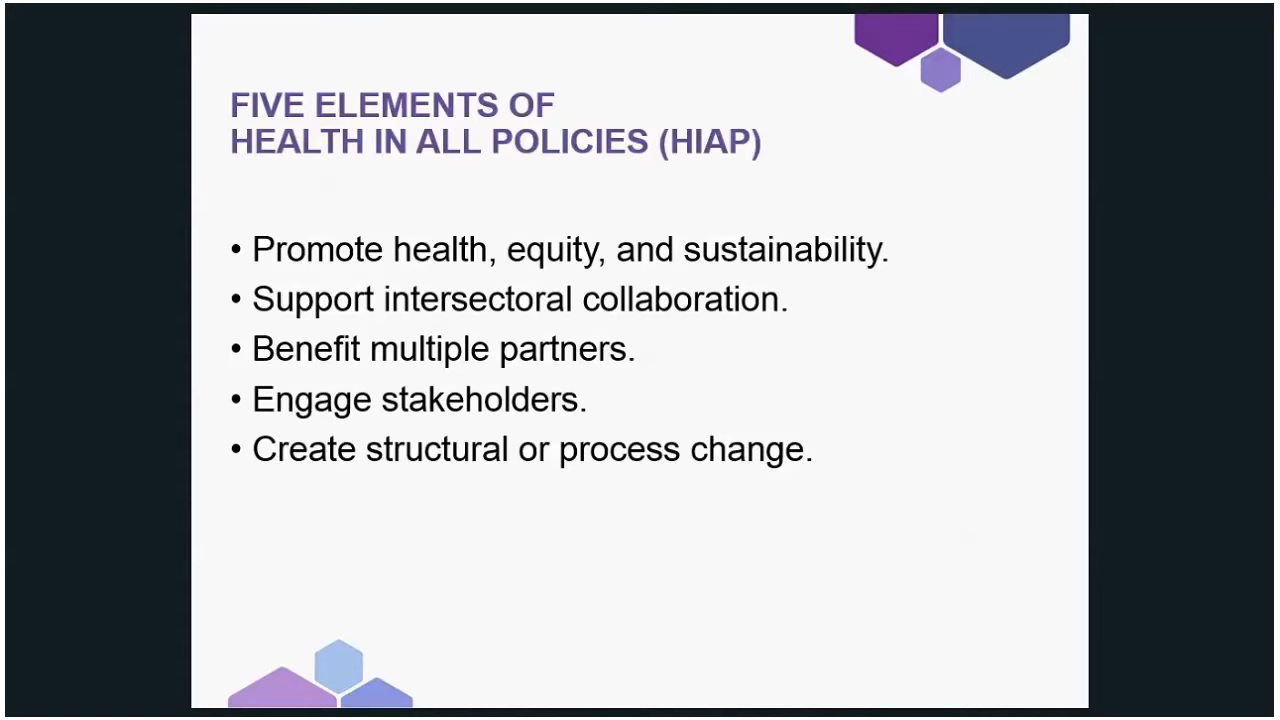 FIVE ELEMENTS OF
HEALTH IN ALL POLICIES (HIAP)
• Promote health, equity, and sustainability.
• Support intersectoral collaboration.
• Benefit multiple partners.
• Engage stakeholders.
• Create structural or process change.